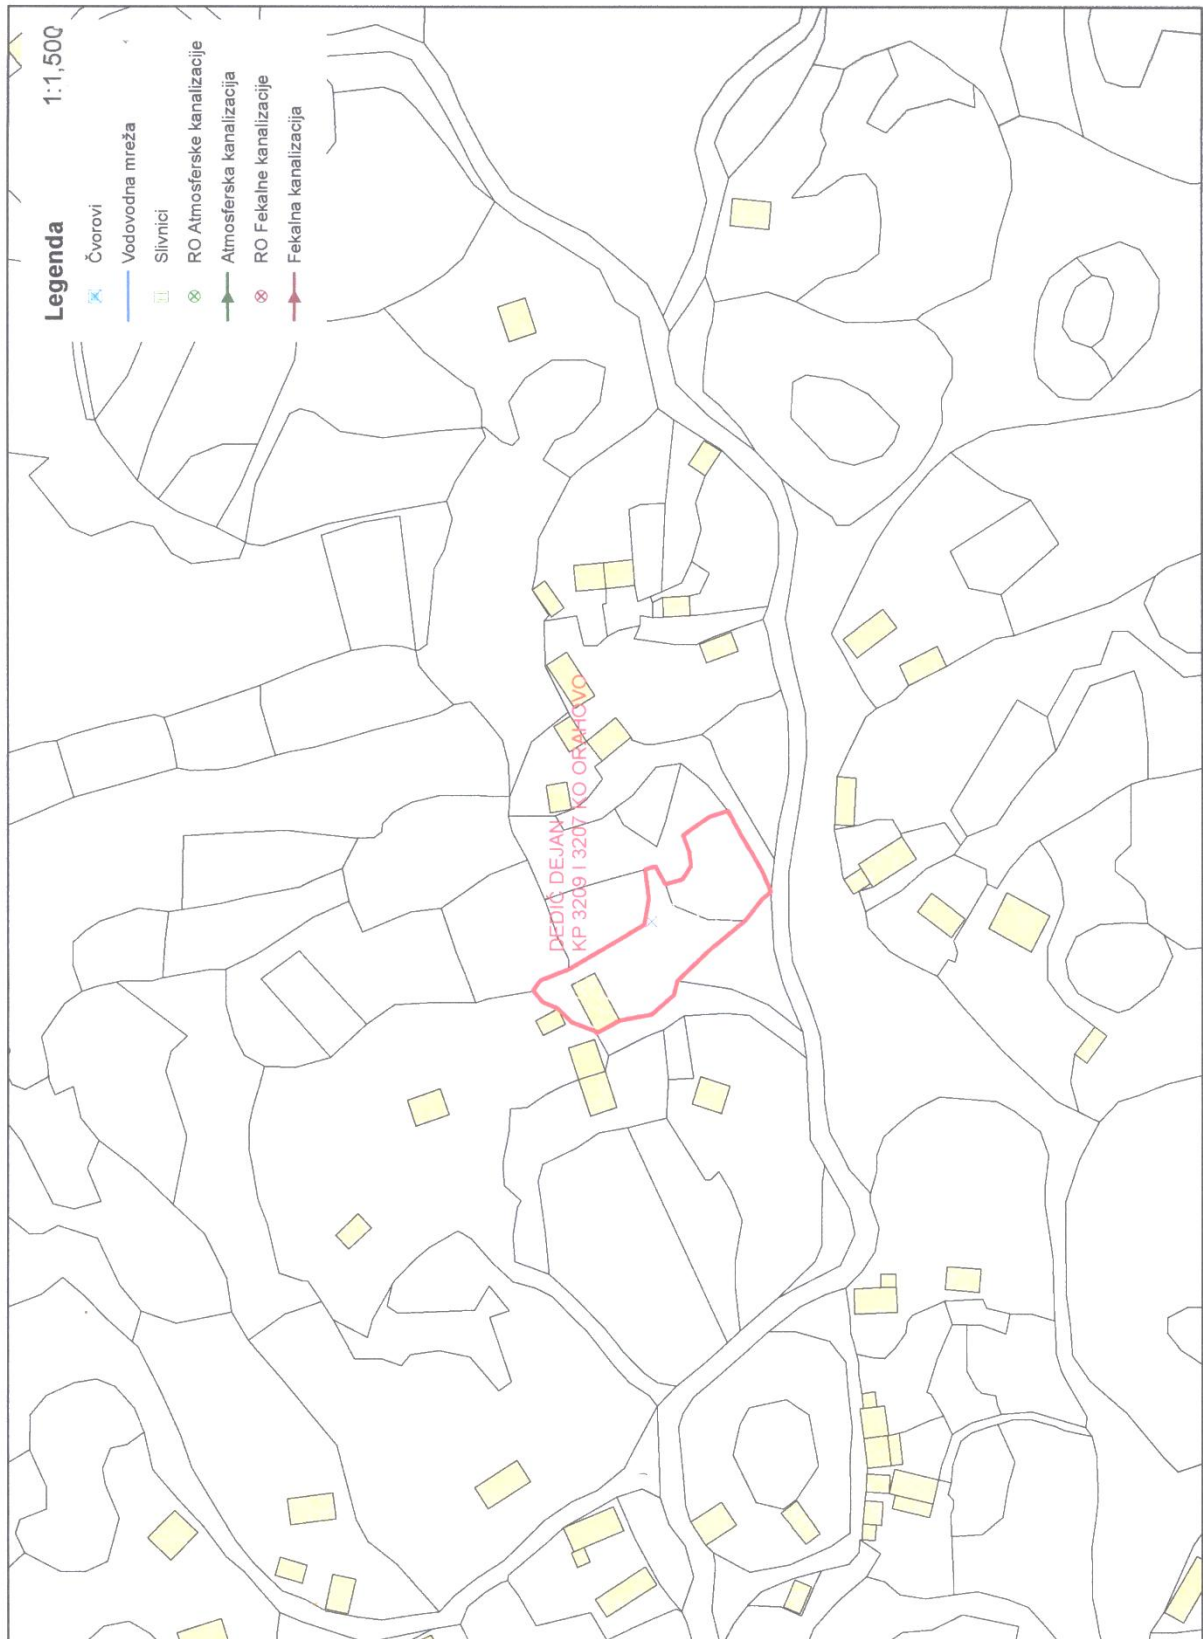 Legenda 1:1,500
Čvorovi
Vodovodna mreža
Slivnici
RO Atmosferske kanalizacije
Atmosferska kanalizacija
RO Fekalne kanalizacije
Fekalna kanalizacija
DEDIĆ DEJAN
KP 3209 I 3207 KO ORAHOVO